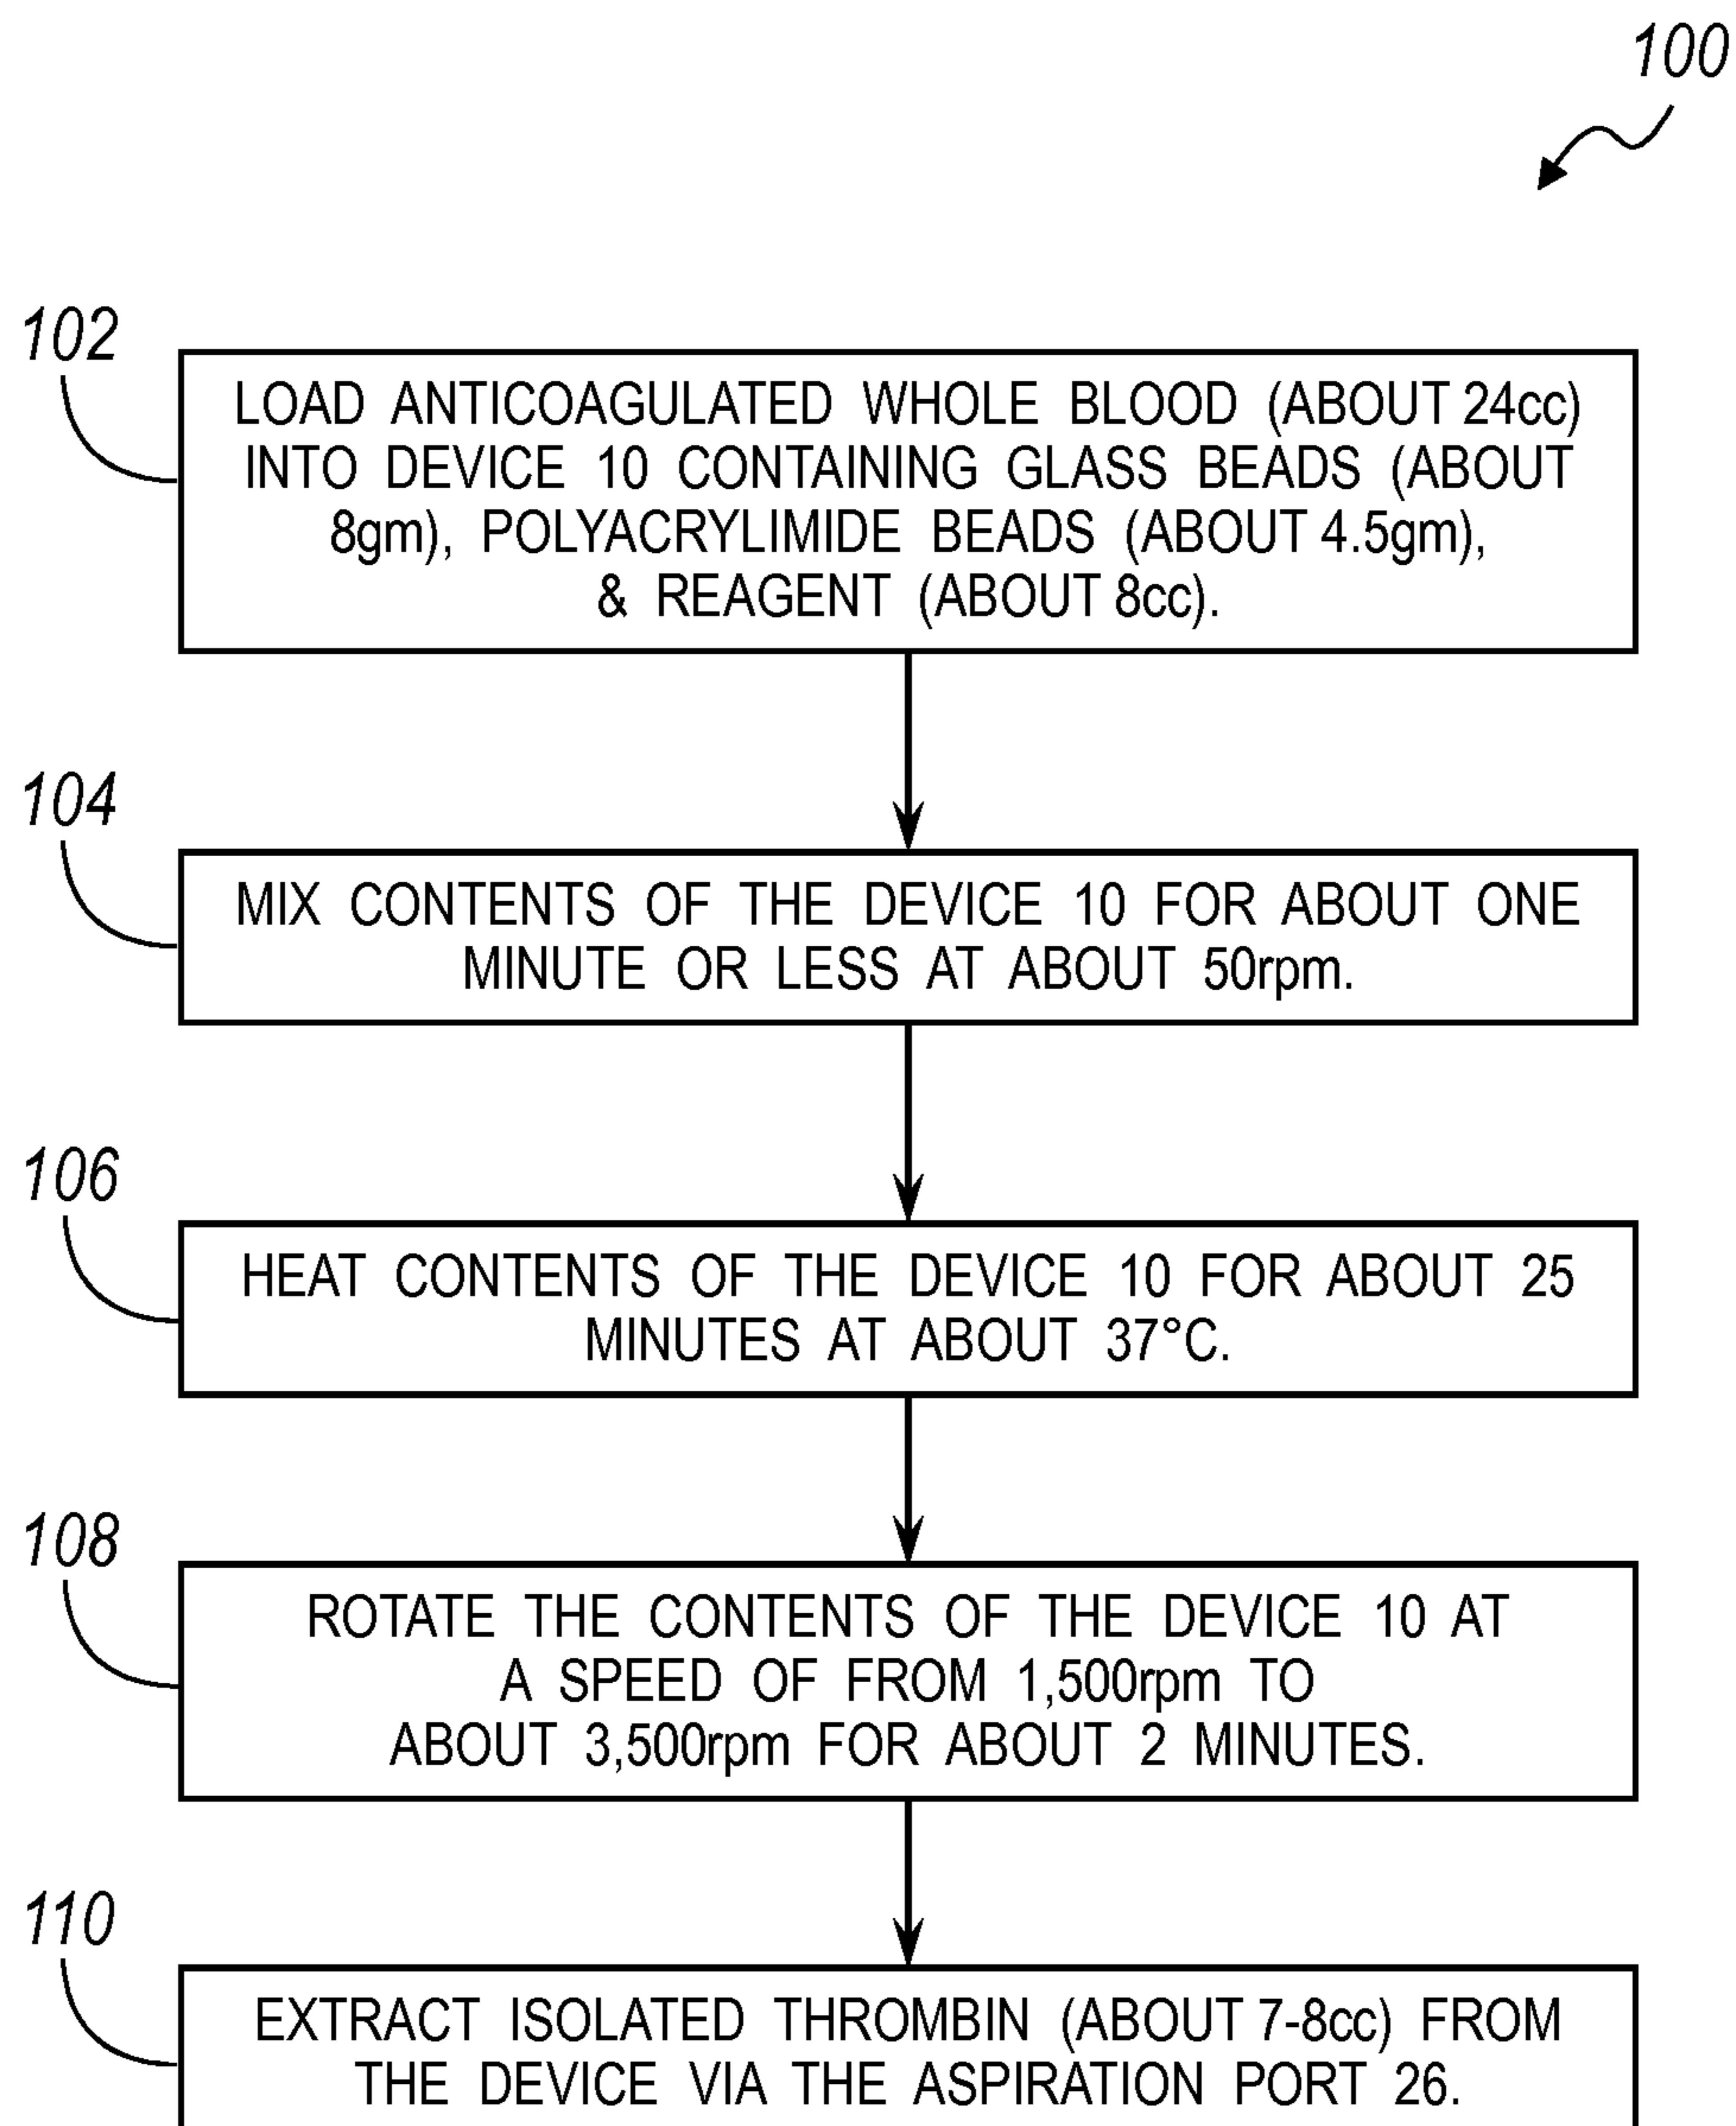 100
102
LOAD ANTICOAGULATED WHOLE BLOOD (ABOUT 24cc)
INTO DEVICE 10 CONTAINING GLASS BEADS (ABOUT
8gm), POLYACRYLIMIDE BEADS (ABOUT 4.5gm),
& REAGENT (ABOUT 8cc).
104
MIX CONTENTS OF THE DEVICE 10 FOR ABOUT ONE
MINUTE OR LESS AT ABOUT 50rpm.
106
HEAT CONTENTS OF THE DEVICE 10 FOR ABOUT 25
MINUTES AT ABOUT 37°C.
108
ROTATE THE CONTENTS OF THE DEVICE 10 AT
A SPEED OF FROM 1,500rpm TO
ABOUT 3,500rpm FOR ABOUT 2 MINUTES.
110
EXTRACT ISOLATED THROMBIN (ABOUT 7-8cc) FROM
THE DEVICE VIA THE ASPIRATION PORT 26.